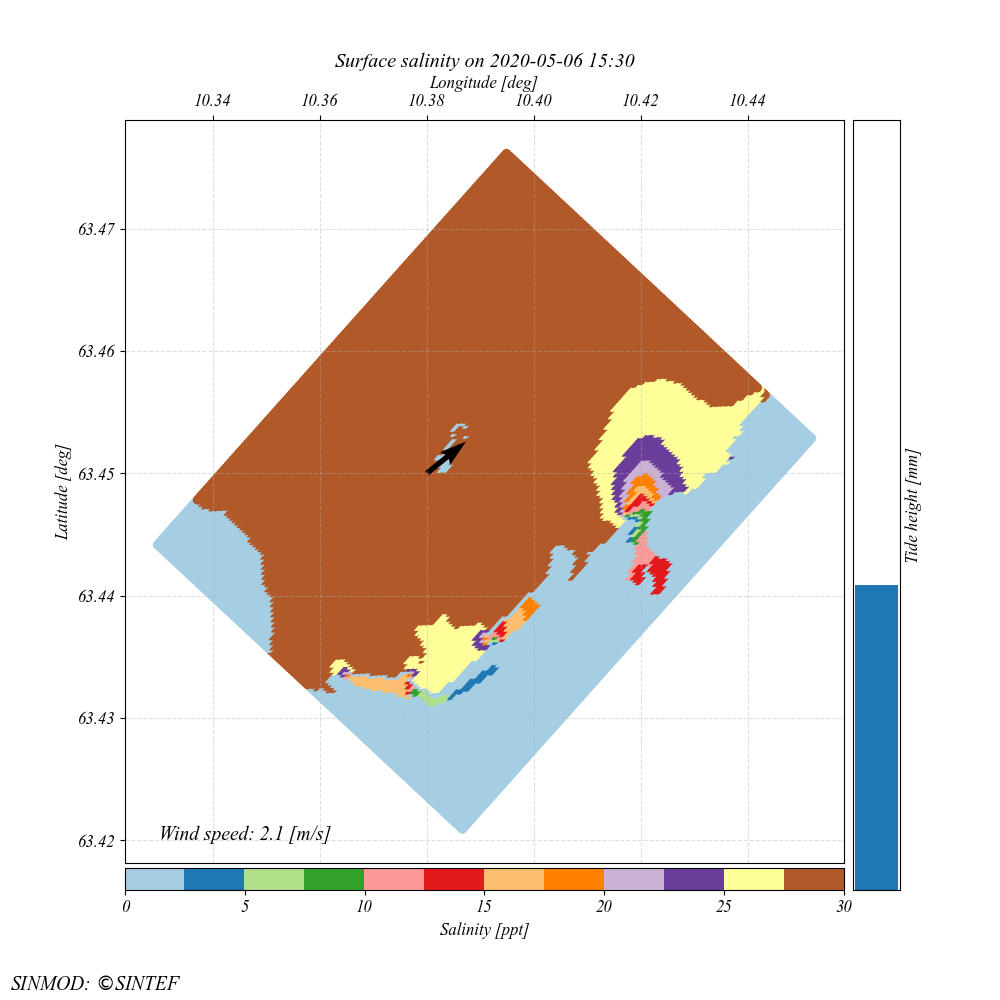 Surface salinity on 2020-05-06 15:30
Longitude [deg]
10.34 10.36 10.38 10.40 10.42 10.44
63.47
63.46
63.45
63.44
63.43
63.42
Latitude [deg]
Tide height [mm]
Wind speed: 2.1 [m/s]
0 5 10 15 20 25 30
Salinity [ppt]
SINMOD: ©SINTEF